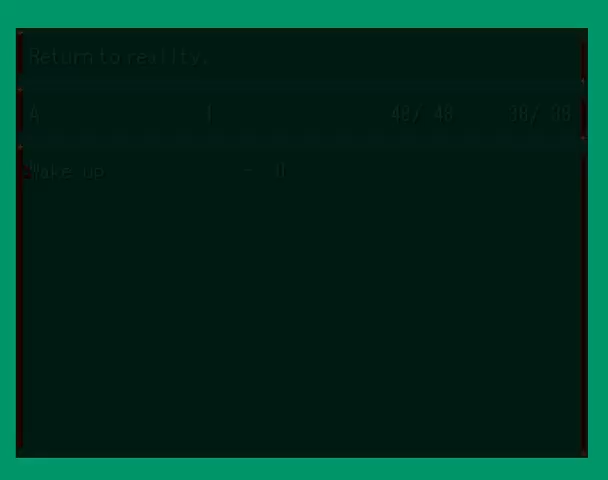 Return to reality.
A 1 48/ 48 38/ 38
Wake up - 0